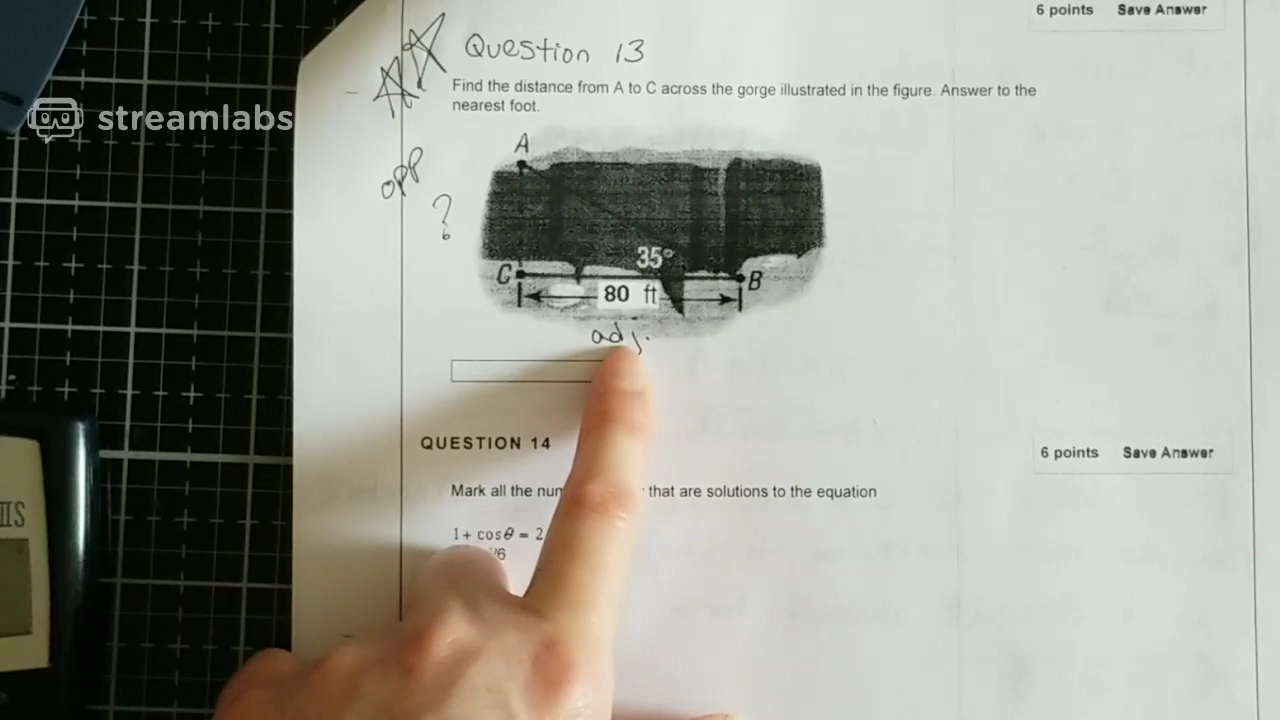 6 points Save Answer
Question 13
Find the distance from A to C across the gorge illustrated in the figure. Answer to the
nearest foot.
streamlabs
A
opp
?
35°
C
B
80 ft
adj.
QUESTION 14
6 points Save Answer
Mark all the that are solutions to the equation
1 + cosθ = 2